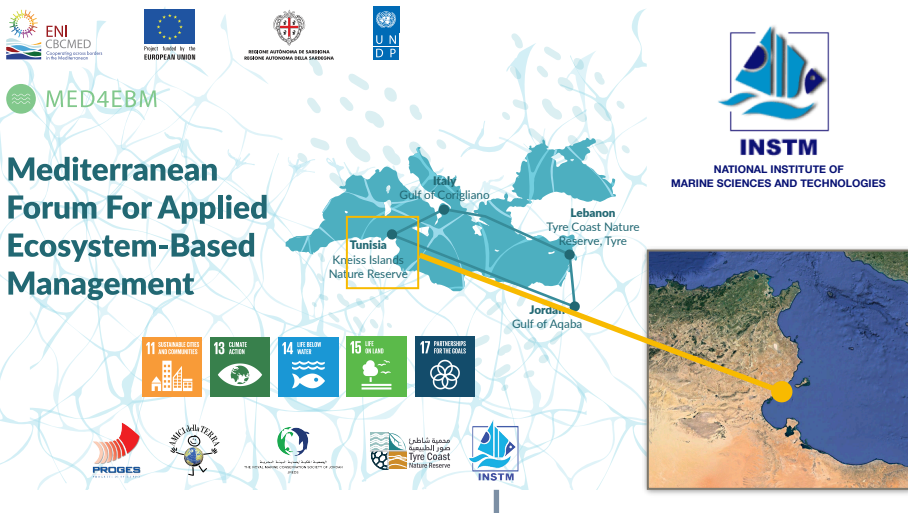 ENI
CBCMED
Cooperating across borders
in the Mediterranean
Project funded by the
EUROPEAN UNION
REGIONE AUTÒNOMA DE SARDIGNA
REGIONE AUTONOMA DELLA SARDEGNA
U N
D P
MED4EBM
Mediterranean
Forum For Applied
Ecosystem-Based
Management
Italy
Gulf of Corigliano
Lebanon
Tyre Coast Nature
Reserve, Tyre
Tunisia
Kneiss Islands
Nature Reserve
Jordan
Gulf of Aqaba
11 SUSTAINABLE CITIES
AND COMMUNITIES
13 CLIMATE
ACTION
14 LIFE BELOW
WATER
15 LIFE
ON LAND
17 PARTNERSHIPS
FOR THE GOALS
PROGES
AMICI della TERRA
THE ROYAL MARINE CONSERVATION SOCIETY OF JORDAN
محمية شاطئ
صور الطبيعية
Tyre Coast
Nature Reserve
INSTM
INSTM
NATIONAL INSTITUTE OF
MARINE SCIENCES AND TECHNOLOGIES